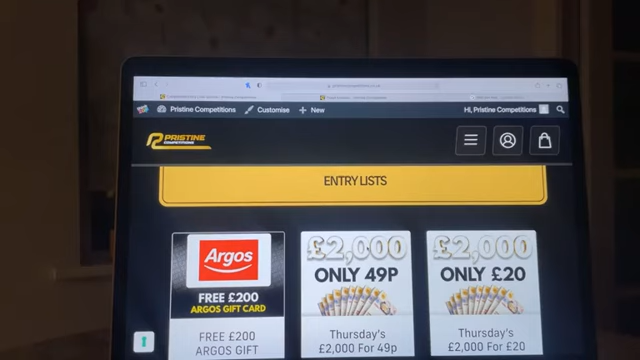 Pristine Competitions Customise New Hi, Pristine Competitions
PRISTINE
COMPETITIONS
ENTRY LISTS
Argos
FREE £200
ARGOS GIFT CARD
FREE £200
ARGOS GIFT
£2,000
ONLY 49P
Thursday's
£2,000 For 49p
£2,000
ONLY £20
Thursday's
£2,000 For £20